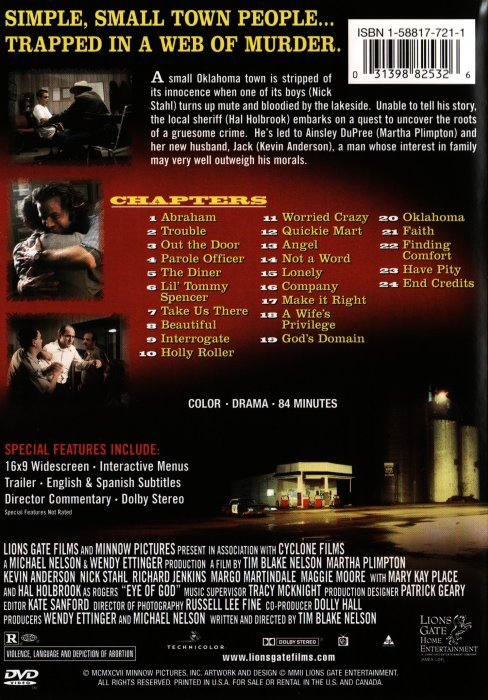 SIMPLE, SMALL TOWN PEOPLE...
TRAPPED IN A WEB OF MURDER.
ISBN 1-58817-721-1
0 31398 82532 6
A small Oklahoma town is stripped of
its innocence when one of its boys (Nick
Stahl) turns up mute and bloodied by the lakeside. Unable to tell his story,
the local sheriff (Hal Holbrook) embarks on a quest to uncover the roots
of a gruesome crime. He's led to Ainsley DuPree (Martha Plimpton) and
her new husband, Jack (Kevin Anderson), a man whose interest in family
may very well outweigh his morals.
CHAPTERS
1 Abraham
2 Trouble
3 Out the Door
4 Parole Officer
5 The Diner
6 Lil' Tommy
Spencer
7 Take Us There
8 Beautiful
9 Interrogate
10 Holly Roller
11 Worried Crazy
12 Quickie Mart
13 Angel
14 Not a Word
15 Lonely
16 Company
17 Make it Right
18 A Wife's
Privilege
19 God's Domain
20 Oklahoma
21 Faith
22 Finding
Comfort
23 Have Pity
24 End Credits
COLOR • DRAMA • 84 MINUTES
SPECIAL FEATURES INCLUDE:
16x9 Widescreen • Interactive Menus
Trailer • English & Spanish Subtitles
Director Commentary • Dolby Stereo
Special Features Not Rated
LIONS GATE FILMS AND MINNOW PICTURES PRESENT IN ASSOCIATION WITH CYCLONE FILMS
A MICHAEL NELSON & WENDY ETTINGER PRODUCTION A FILM BY TIM BLAKE NELSON MARTHA PLIMPTON
KEVIN ANDERSON NICK STAHL RICHARD JENKINS MARGO MARTINDALE MAGGIE MOORE WITH MARY KAY PLACE
AND HAL HOLBROOK AS ROGERS "EYE OF GOD" MUSIC SUPERVISOR TRACY MCKNIGHT PRODUCTION DESIGNER PATRICK GEARY
EDITOR KATE SANFORD DIRECTOR OF PHOTOGRAPHY RUSSELL LEE FINE CO-PRODUCER DOLLY HALL
PRODUCERS WENDY ETTINGER AND MICHAEL NELSON WRITTEN AND DIRECTED BY TIM BLAKE NELSON
LIONS
GATE
HOME
ENTERTAINMENT
R
VIOLENCE, LANGUAGE AND DEPICTION OF ABORTION
TECHNICOLOR
DOLBY STEREO
www.lionsgatefilms.com
DVD
VIDEO
© MCMXCVII MINNOW PICTURES, INC. ARTWORK AND DESIGN © MMII LIONS GATE ENTERTAINMENT.
ALL RIGHTS RESERVED. PRINTED IN U.S.A. FOR SALE OR RENTAL IN THE U.S. AND CANADA.